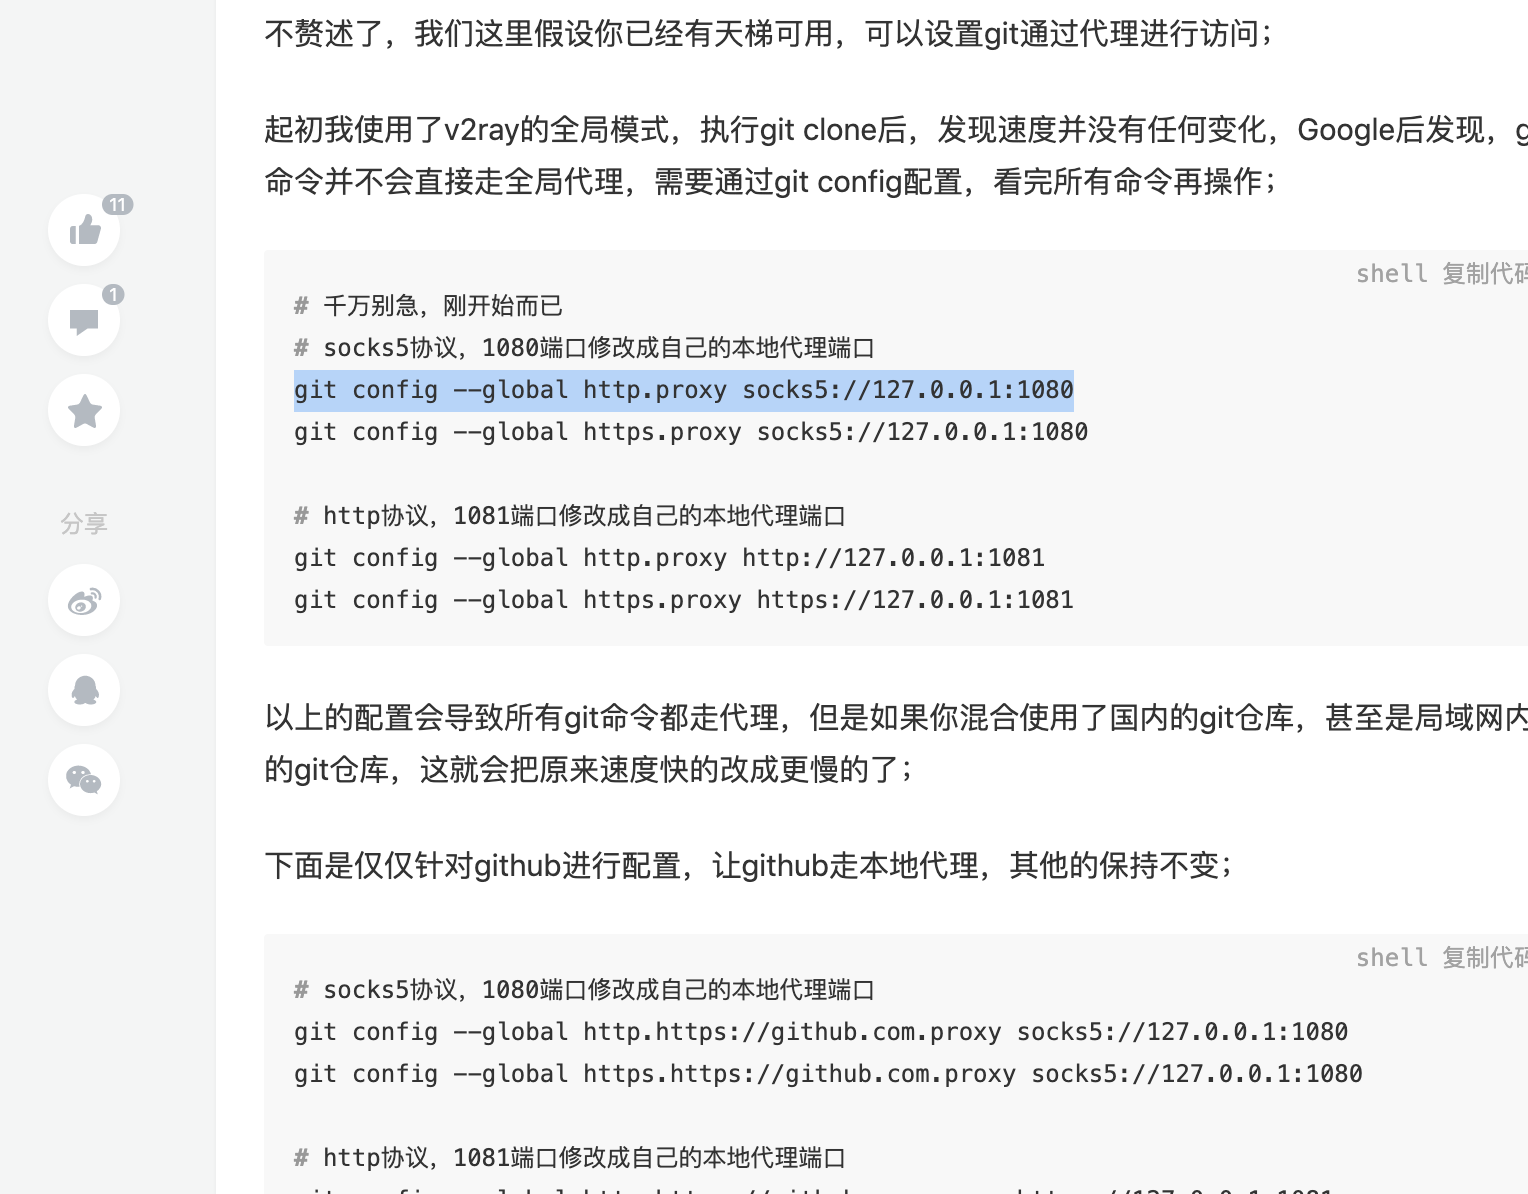 不赘述了，我们这里假设你已经有天梯可用，可以设置git通过代理进行访问；
起初我使用了v2ray的全局模式，执行git clone后，发现速度并没有任何变化，Google后发现，g
命令并不会直接走全局代理，需要通过git config配置，看完所有命令再操作；
11
1
分享
shell 复制代码
# 千万别急，刚开始而已
# socks5协议，1080端口修改成自己的本地代理端口
git config --global http.proxy socks5://127.0.0.1:1080
git config --global https.proxy socks5://127.0.0.1:1080
# http协议，1081端口修改成自己的本地代理端口
git config --global http.proxy http://127.0.0.1:1081
git config --global https.proxy https://127.0.0.1:1081
以上的配置会导致所有git命令都走代理，但是如果你混合使用了国内的git仓库，甚至是局域网内
的git仓库，这就会把原来速度快的改成更慢的了；
下面是仅仅针对github进行配置，让github走本地代理，其他的保持不变；
shell 复制代码
# socks5协议，1080端口修改成自己的本地代理端口
git config --global http.https://github.com.proxy socks5://127.0.0.1:1080
git config --global https.https://github.com.proxy socks5://127.0.0.1:1080
# http协议，1081端口修改成自己的本地代理端口